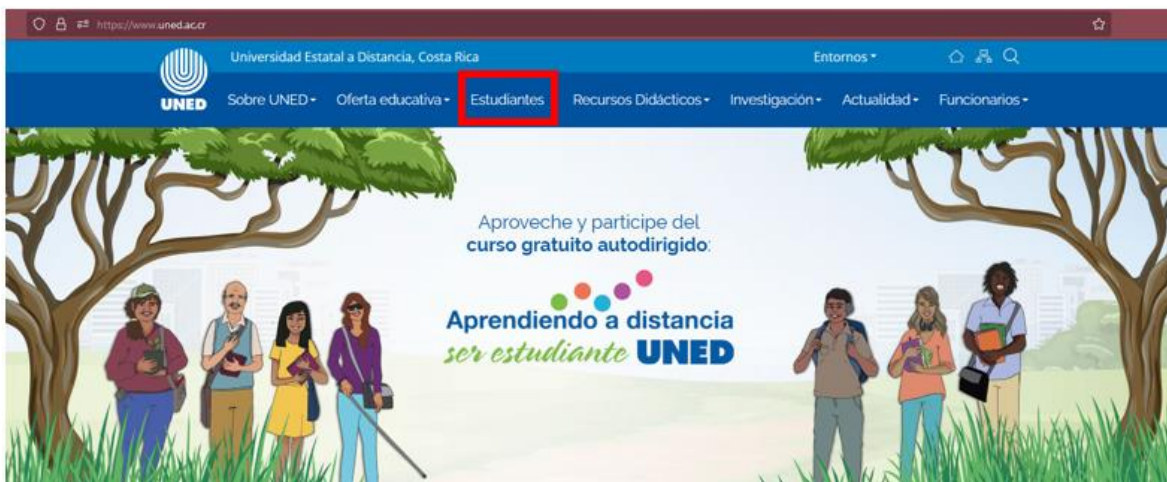 https://www.uned.ac.cr
Universidad Estatal a Distancia, Costa Rica
Entornos
UNED
Sobre UNED
Oferta educativa
Estudiantes
Recursos Didácticos
Investigación
Actualidad
Funcionarios
Aproveche y participe del
curso gratuito autodirigido:
Aprendiendo a distancia
ser estudiante UNED